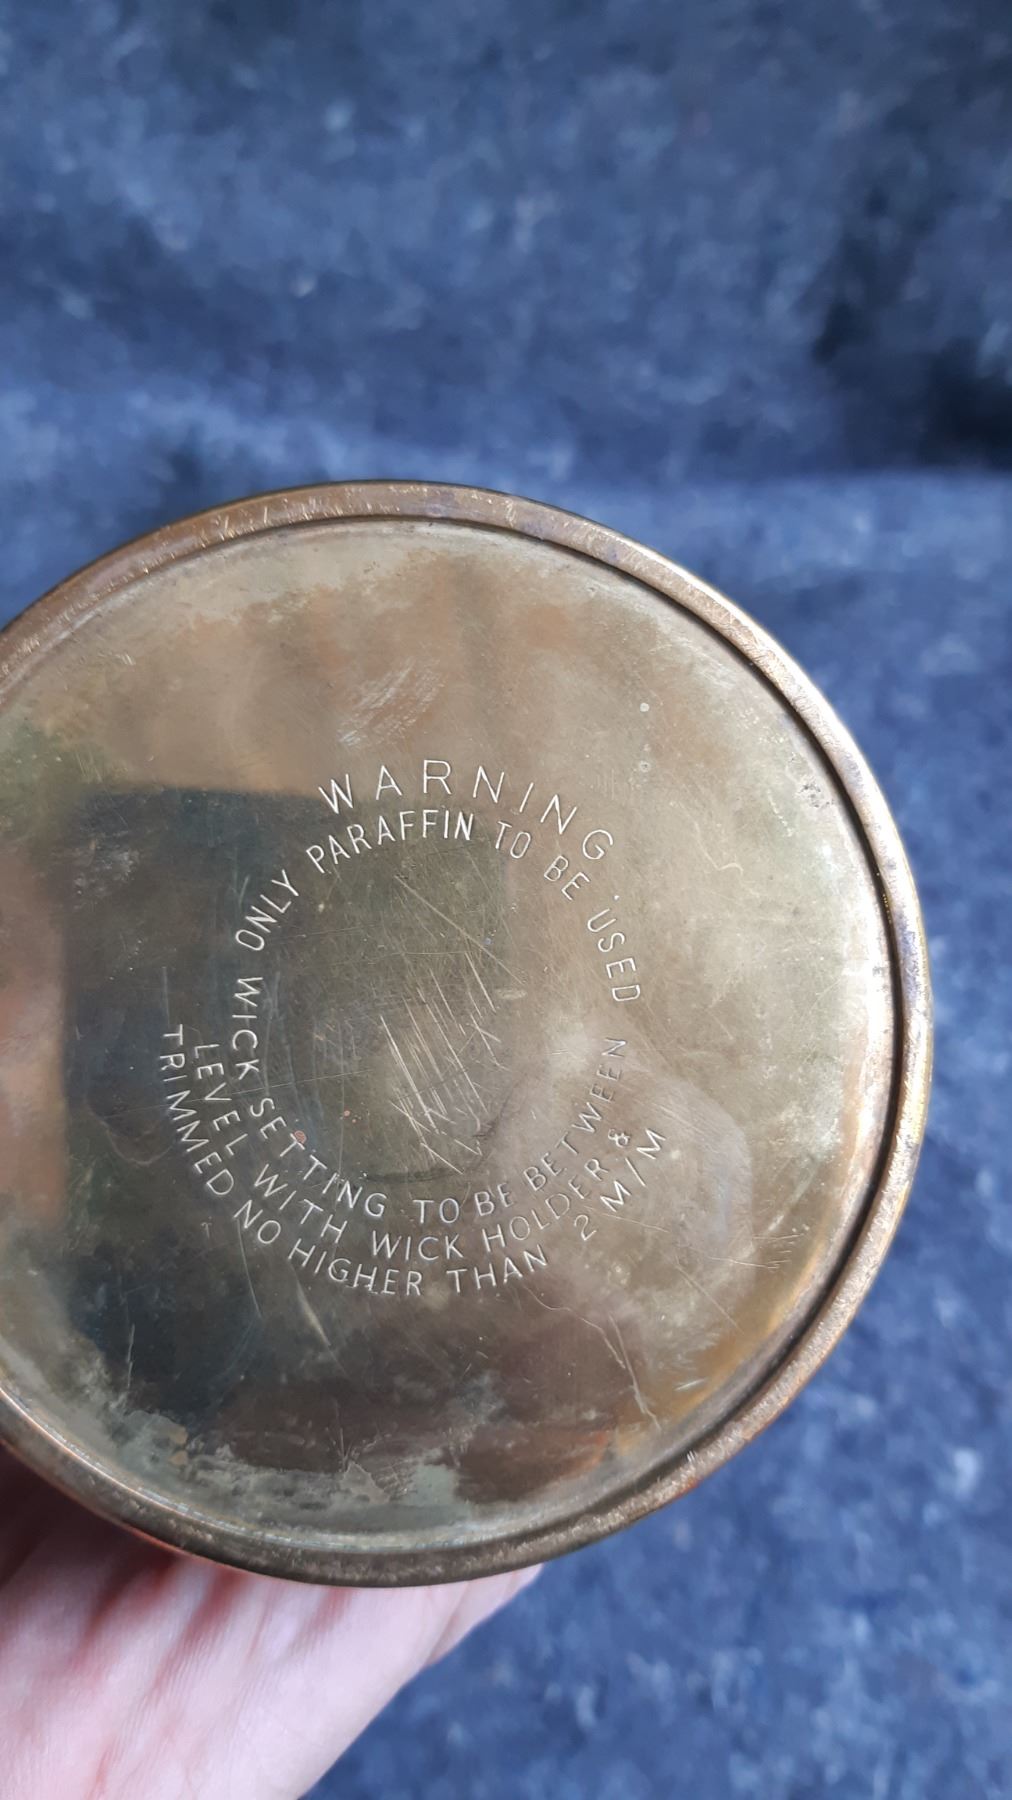 WARNING
ONLY PARAFFIN TO BE USED
WICK SETTING TO BE BETWEEN
LEVEL WITH WICK HOLDER &
TRIMMED NO HIGHER THAN 2 M/M